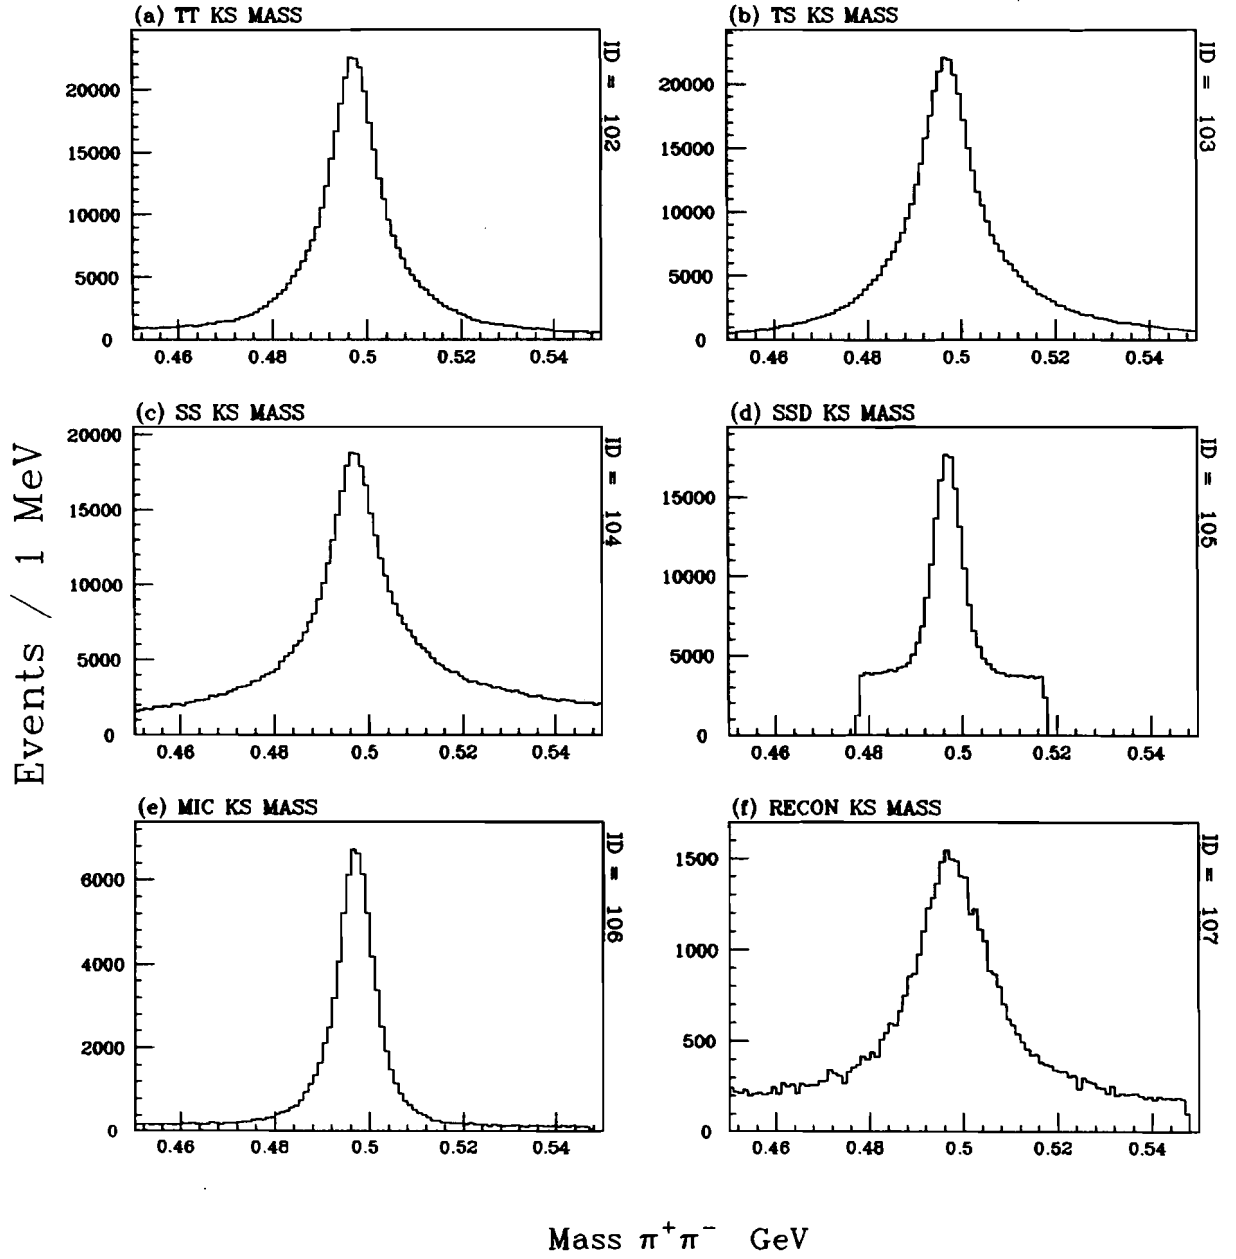 (a) TT KS MASS
20000
15000
10000
5000
0
0.46 0.48 0.5 0.52 0.54
ID = 102
(b) TS KS MASS
20000
15000
10000
5000
0
0.46 0.48 0.5 0.52 0.54
ID = 103
(c) SS KS MASS
20000
15000
10000
5000
0
0.46 0.48 0.5 0.52 0.54
ID = 104
(d) SSD KS MASS
15000
10000
5000
0
0.46 0.48 0.5 0.52 0.54
ID = 105
(e) MIC KS MASS
6000
4000
2000
0
0.46 0.48 0.5 0.52 0.54
ID = 106
(f) RECON KS MASS
1500
1000
500
0
0.46 0.48 0.5 0.52 0.54
ID = 107
Events / 1 MeV
Mass π⁺π⁻ GeV